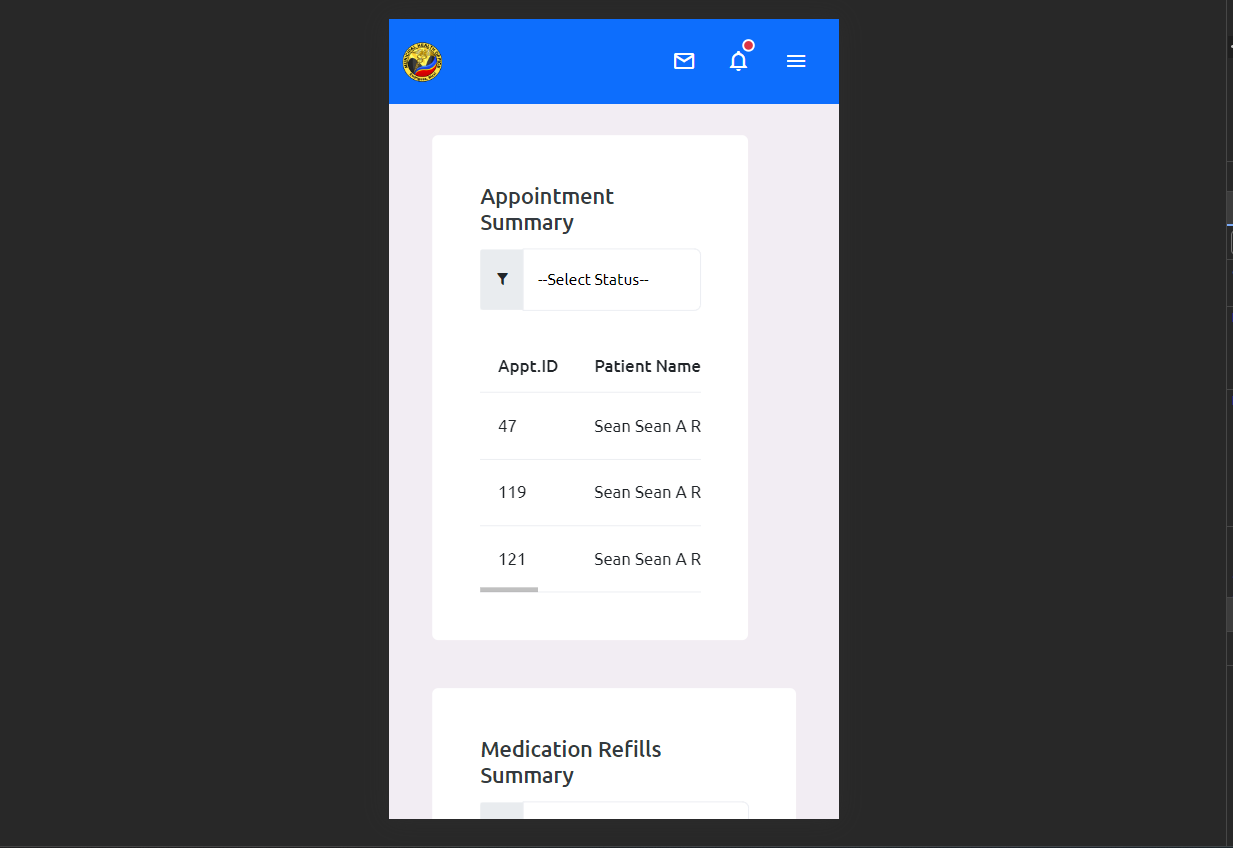 Appointment
Summary
--Select Status--
Appt.ID Patient Name
47 Sean Sean A R
119 Sean Sean A R
121 Sean Sean A R
Medication Refills
Summary